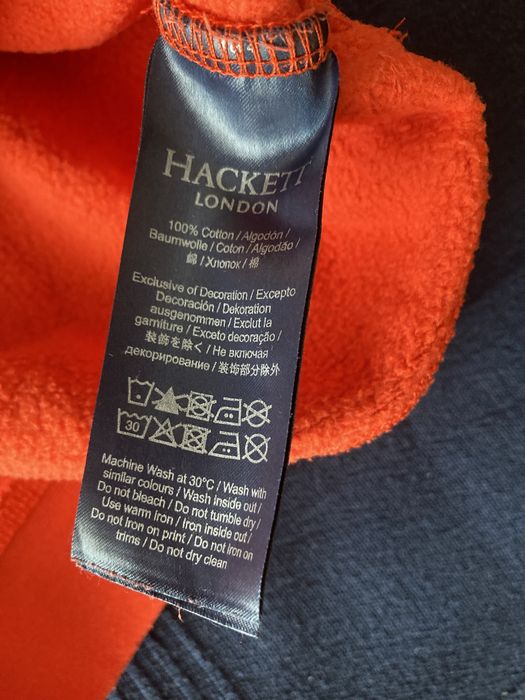 HACKETT
LONDON
100% Cotton / Algodón /
Baumwolle / Coton / Algodão /
綿 / Хлопок / 棉
Exclusive of Decoration / Excepto
Decoración / Dekoration
ausgenommen / Exclut la
garniture / Exceto decoração /
装飾を除く / Не включая
декорирование / 装饰部分除外
30
Machine Wash at 30°C / Wash with
similar colours / Wash inside out /
Do not bleach / Do not tumble dry /
Use warm Iron / Iron inside out /
Do not Iron on print / Do not Iron on
trims / Do not dry clean